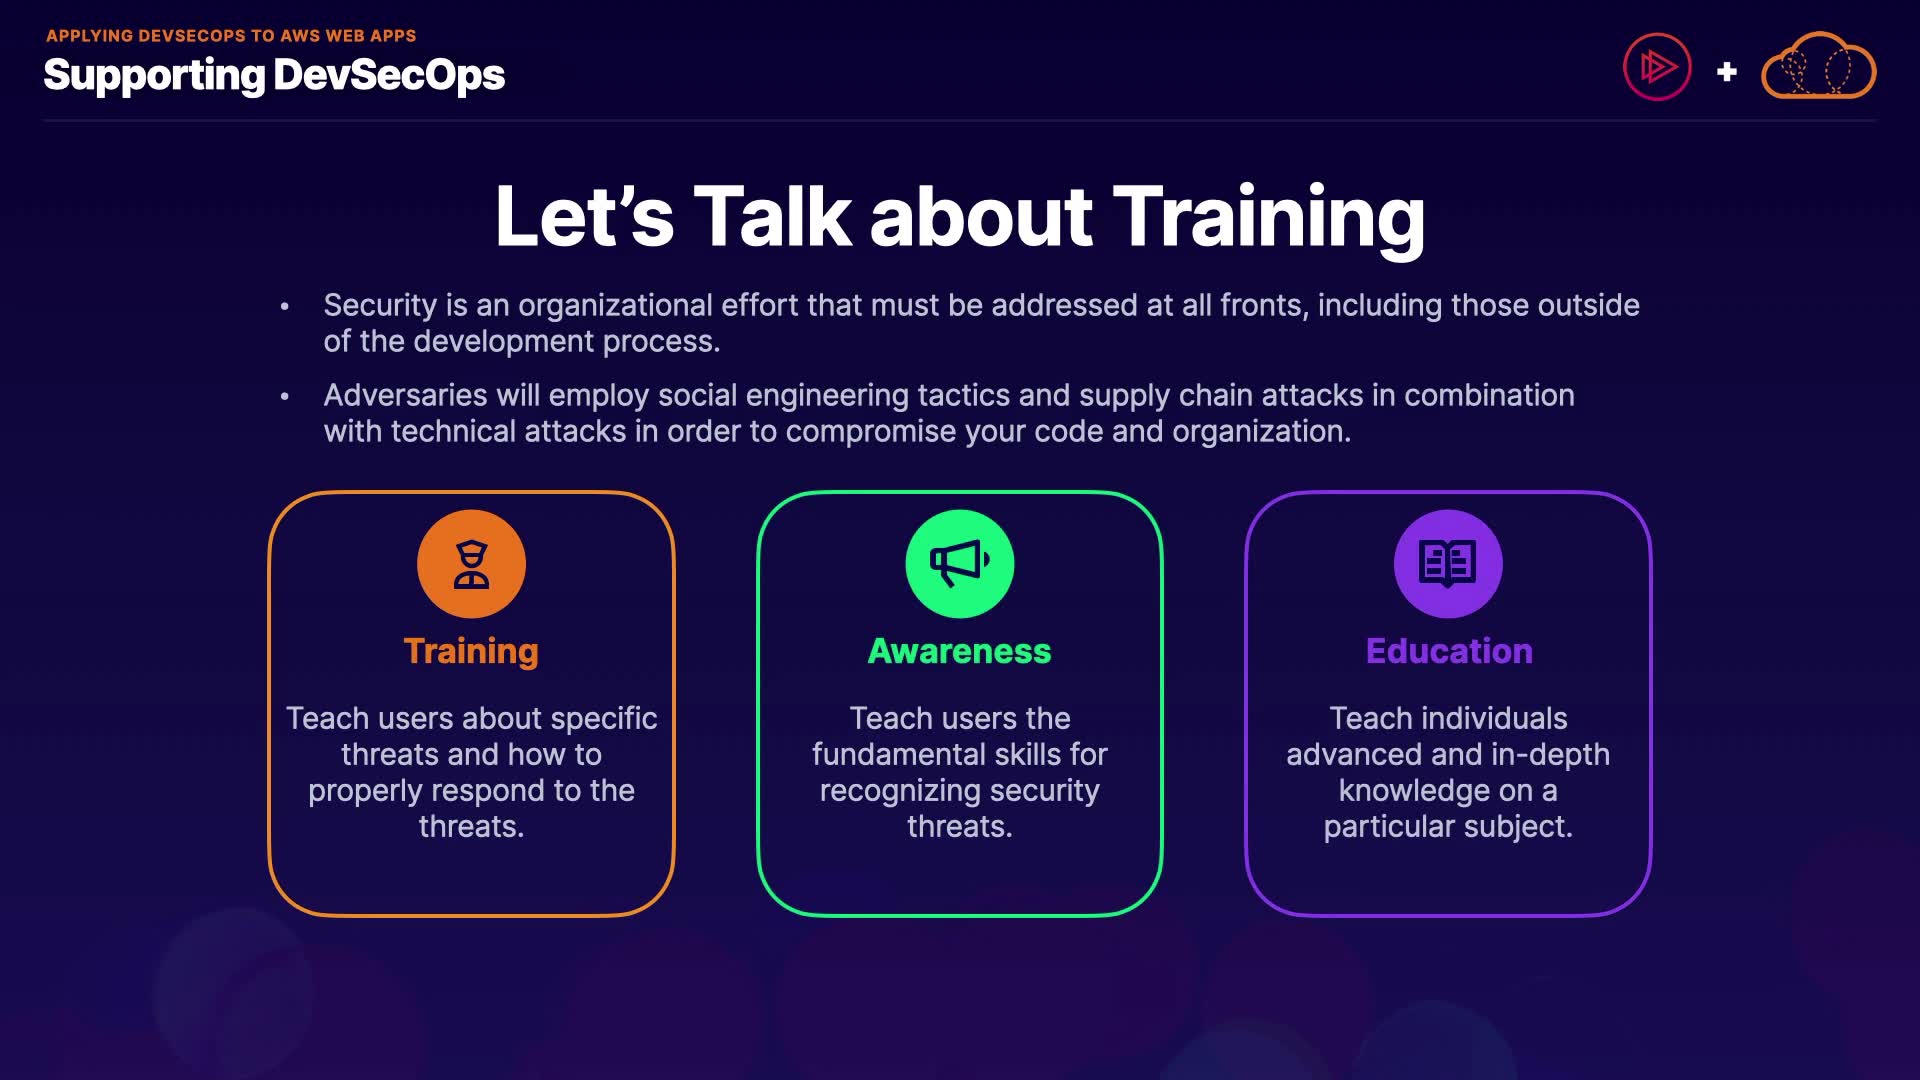 APPLYING DEVSECOPS TO AWS WEB APPS
Supporting DevSecOps
Let’s Talk about Training
• Security is an organizational effort that must be addressed at all fronts, including those outside
of the development process.
• Adversaries will employ social engineering tactics and supply chain attacks in combination
with technical attacks in order to compromise your code and organization.
Training
Teach users about specific
threats and how to
properly respond to the
threats.
Awareness
Teach users the
fundamental skills for
recognizing security
threats.
Education
Teach individuals
advanced and in-depth
knowledge on a
particular subject.